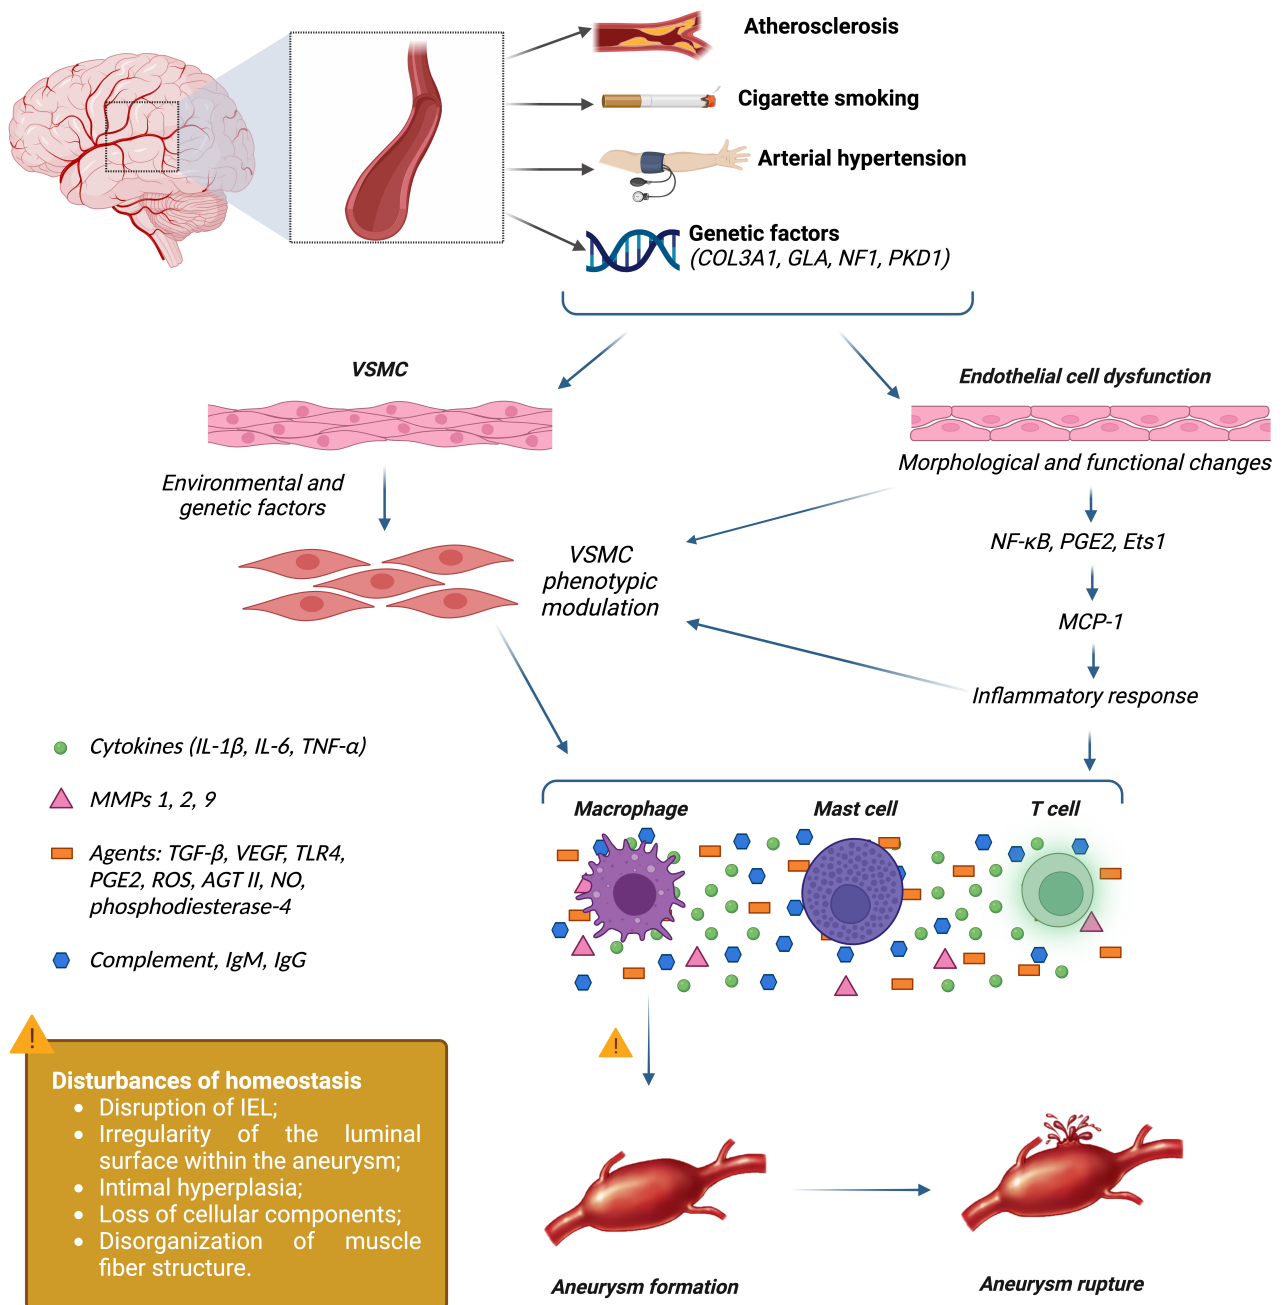 Atherosclerosis
Cigarette smoking
Arterial hypertension
Genetic factors
(COL3A1, GLA, NF1, PKD1)
VSMC
Endothelial cell dysfunction
Morphological and functional changes
Environmental and
genetic factors
NF-κB, PGE2, Ets1
VSMC
phenotypic
modulation
MCP-1
Inflammatory response
Cytokines (IL-1β, IL-6, TNF-α)
MMPs 1, 2, 9
Agents: TGF-β, VEGF, TLR4,
PGE2, ROS, AGT II, NO,
phosphodiesterase-4
Complement, IgM, IgG
Macrophage
Mast cell
T cell
!
!
Disturbances of homeostasis
• Disruption of IEL;
• Irregularity of the luminal
surface within the aneurysm;
• Intimal hyperplasia;
• Loss of cellular components;
• Disorganization of muscle
fiber structure.
Aneurysm formation
Aneurysm rupture